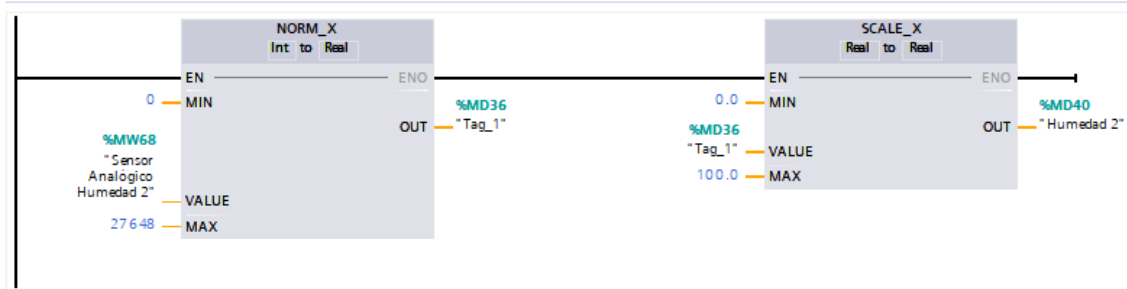 NORM_X
Int to Real
EN
ENO
0
MIN
%MD36
OUT
"Tag_1"
%MW68
"Sensor
Analógico
Humedad 2"
VALUE
27648
MAX
SCALE_X
Real to Real
EN
ENO
0.0
MIN
%MD40
OUT
"Humedad 2"
%MD36
"Tag_1"
VALUE
100.0
MAX